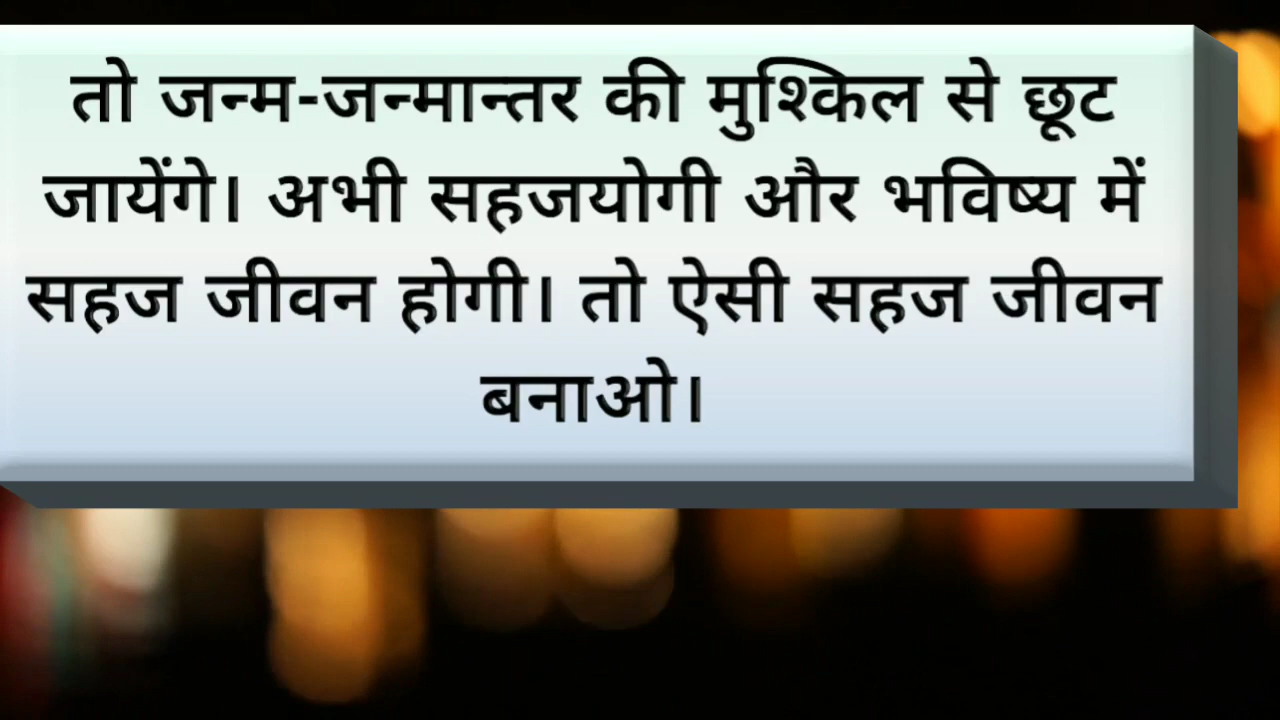 तो जन्म-जन्मान्तर की मुश्किल से छूट
जायेंगे। अभी सहजयोगी और भविष्य में
सहज जीवन होगी। तो ऐसी सहज जीवन
बनाओ।